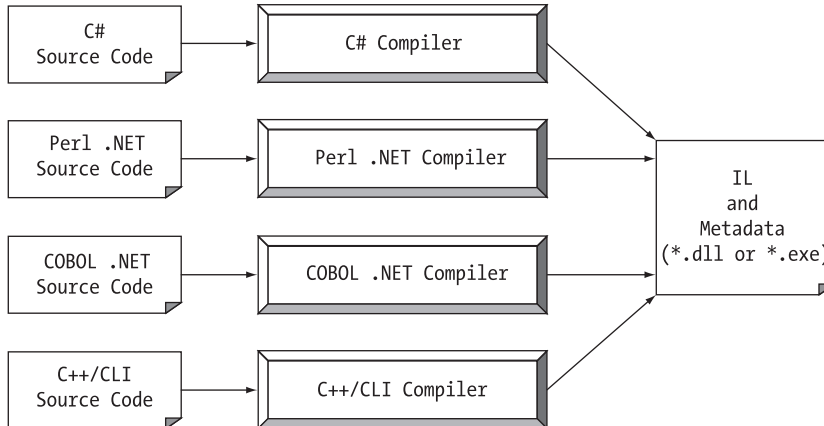 C#
Source Code
C# Compiler
Perl .NET
Source Code
Perl .NET Compiler
COBOL .NET
Source Code
COBOL .NET Compiler
C++/CLI
Source Code
C++/CLI Compiler
IL
and
Metadata
(*.dll or *.exe)